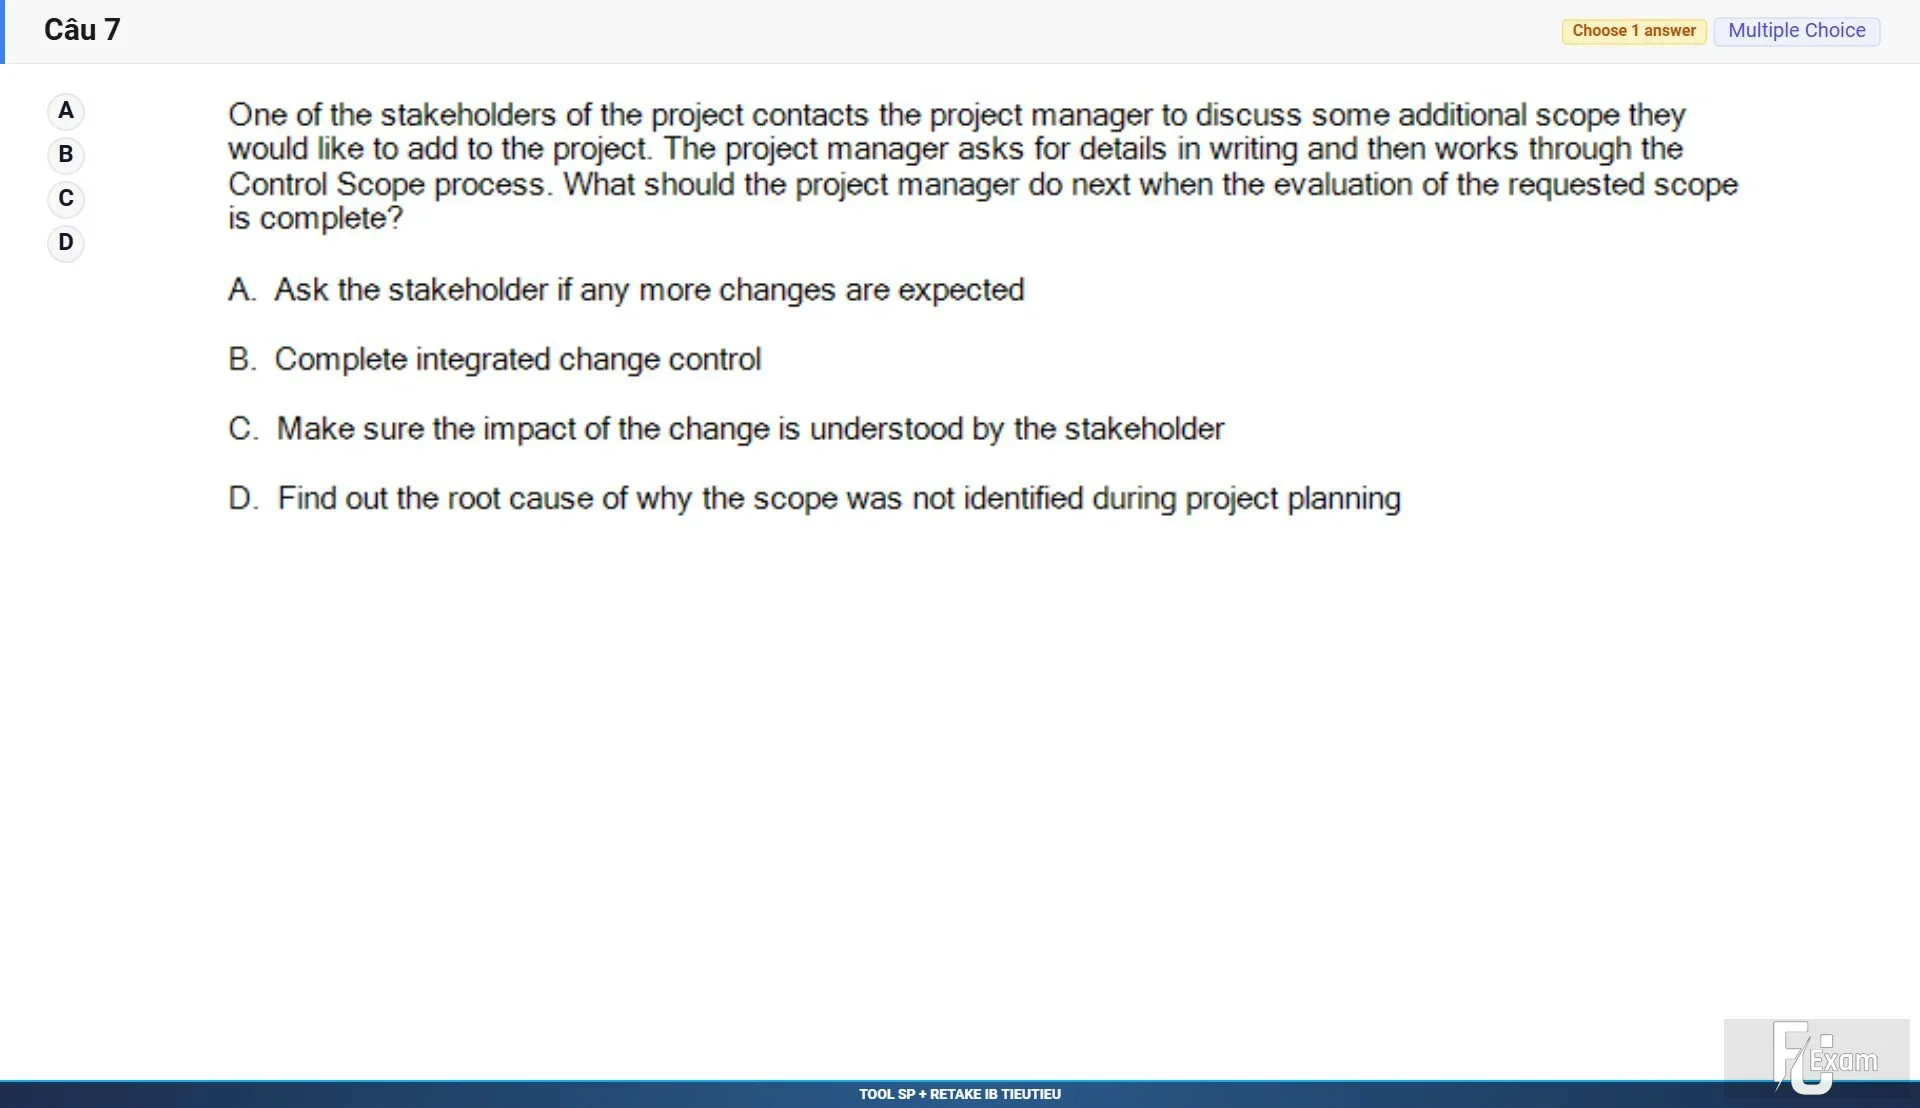 Câu 7
Choose 1 answer
Multiple Choice
A
B
C
D
One of the stakeholders of the project contacts the project manager to discuss some additional scope they
would like to add to the project. The project manager asks for details in writing and then works through the
Control Scope process. What should the project manager do next when the evaluation of the requested scope
is complete?
A. Ask the stakeholder if any more changes are expected
B. Complete integrated change control
C. Make sure the impact of the change is understood by the stakeholder
D. Find out the root cause of why the scope was not identified during project planning
FU Exam
TOOL SP + RETAKE IB TIEUTIEU